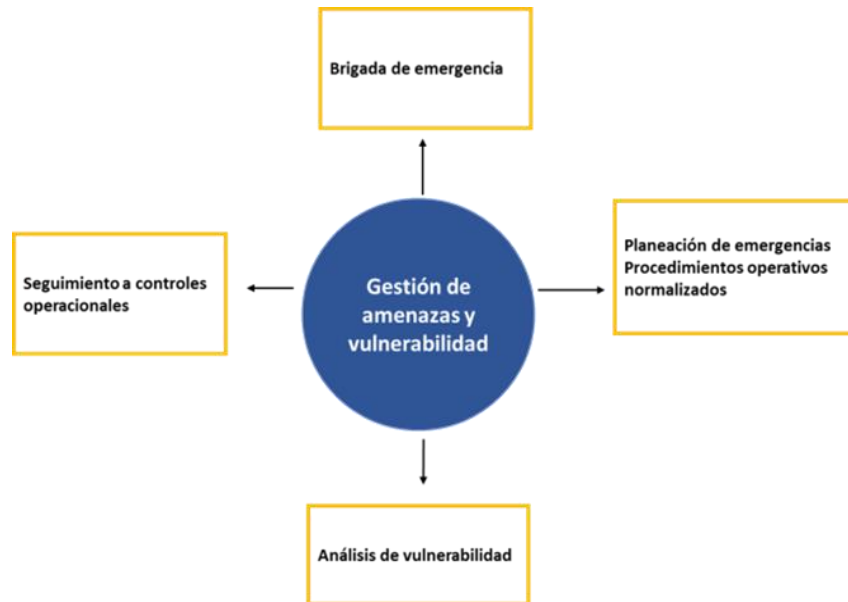 Brigada de emergencia
Planeación de emergencias
Procedimientos operativos
normalizados
Seguimiento a controles
operacionales
Gestión de
amenazas y
vulnerabilidad
Análisis de vulnerabilidad